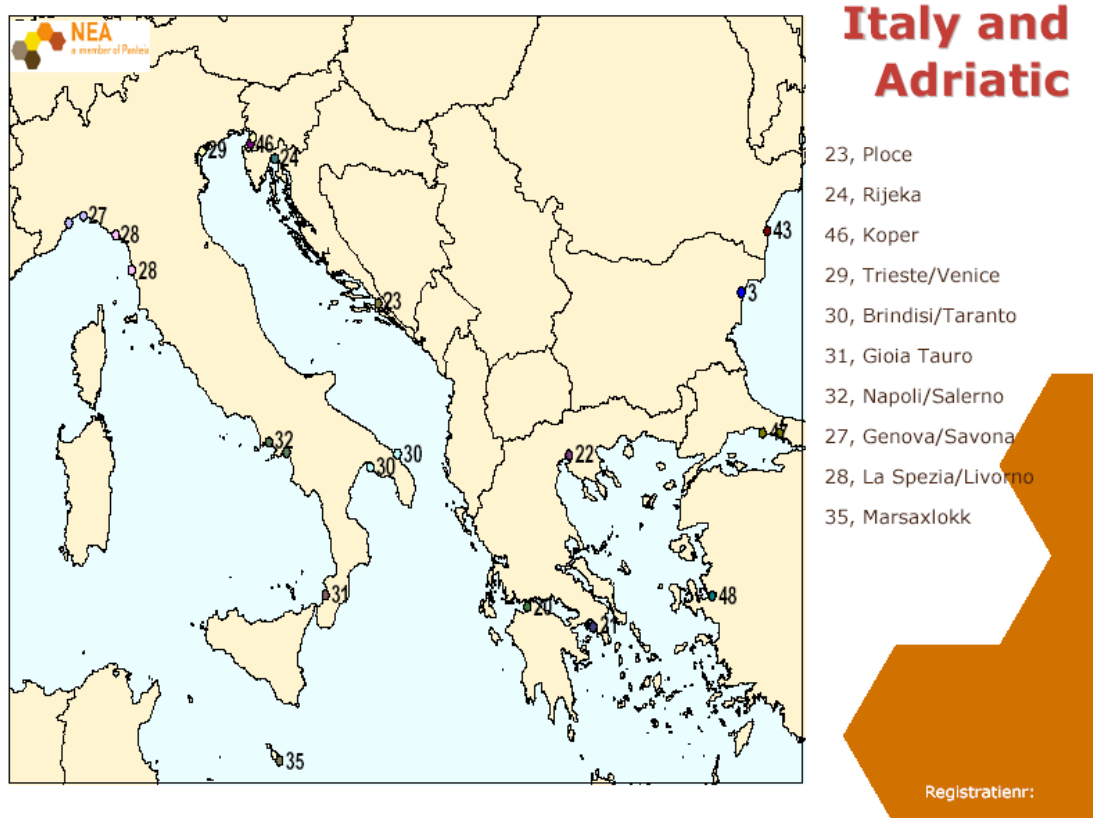 NEA
a member of Panteia
Italy and
Adriatic
23, Ploce
24, Rijeka
46, Koper
29, Trieste/Venice
30, Brindisi/Taranto
31, Gioia Tauro
32, Napoli/Salerno
27, Genova/Savona
28, La Spezia/Livorno
35, Marsaxlokk
29
46
24
27
28
43
28
3
23
32
30
30
22
47
31
20
48
21
35
Registratienr: